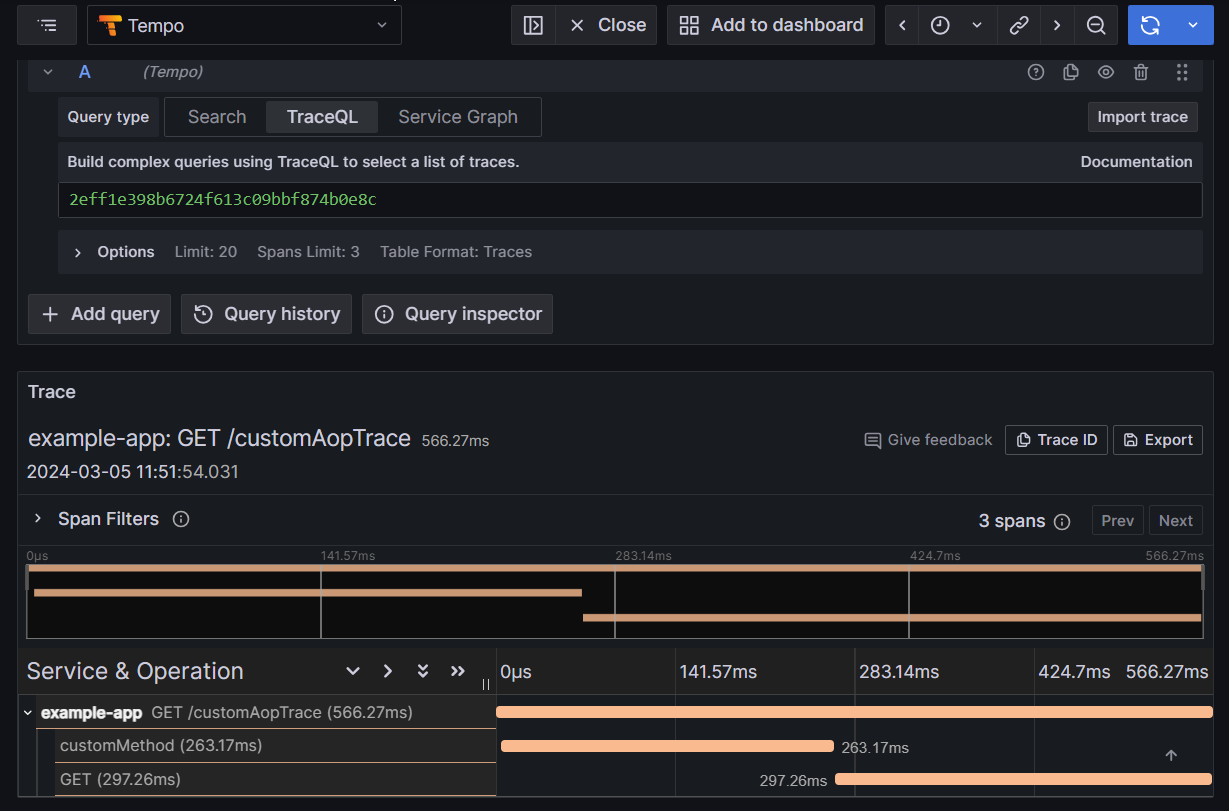 Tempo Close Add to dashboard
A (Tempo)
Query type Search TraceQL Service Graph Import trace
Build complex queries using TraceQL to select a list of traces. Documentation
2eff1e398b6724f613c09bbf874b0e8c
Options Limit: 20 Spans Limit: 3 Table Format: Traces
Add query Query history Query inspector
Trace
example-app: GET /customAopTrace 566.27ms Give feedback Trace ID Export
2024-03-05 11:51:54.031
Span Filters 3 spans Prev Next
0μs 141.57ms 283.14ms 424.7ms 566.27ms
Service & Operation 0μs 141.57ms 283.14ms 424.7ms 566.27ms
example-app GET /customAopTrace (566.27ms)
customMethod (263.17ms) 263.17ms
GET (297.26ms) 297.26ms